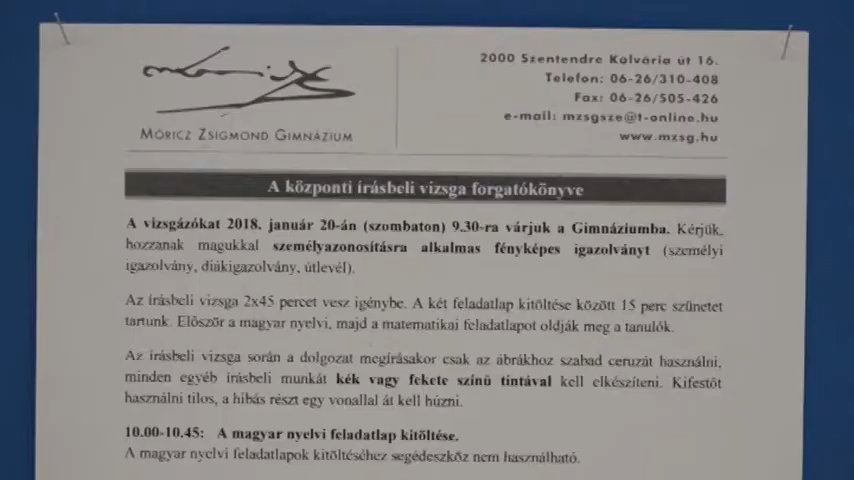 MÓRICZ ZSIGMOND GIMNÁZIUM
2000 Szentendre Kálvária út 16.
Telefon: 06-26/310-408
Fax: 06-26/505-426
e-mail: mzsgsze@t-online.hu
www.mzsg.hu
A központi írásbeli vizsga forgatókönyve
A vizsgázókat 2018. január 20-án (szombaton) 9.30-ra várjuk a Gimnáziumba. Kérjük,
hozzanak magukkal személyazonosításra alkalmas fényképes igazolványt (személyi
igazolvány, diákigazolvány, útlevél).
Az írásbeli vizsga 2x45 percet vesz igénybe. A két feladatlap kitöltése között 15 perc szünetet
tartunk. Először a magyar nyelvi, majd a matematikai feladatlapot oldják meg a tanulók.
Az írásbeli vizsga során a dolgozat megírásakor csak az ábrákhoz szabad ceruzát használni,
minden egyéb írásbeli munkát kék vagy fekete színű tintával kell elkészíteni. Kifestőt
használni tilos, a hibás részt egy vonallal át kell húzni.
10.00-10.45: A magyar nyelvi feladatlap kitöltése.
A magyar nyelvi feladatlapok kitöltéséhez segédeszköz nem használható.